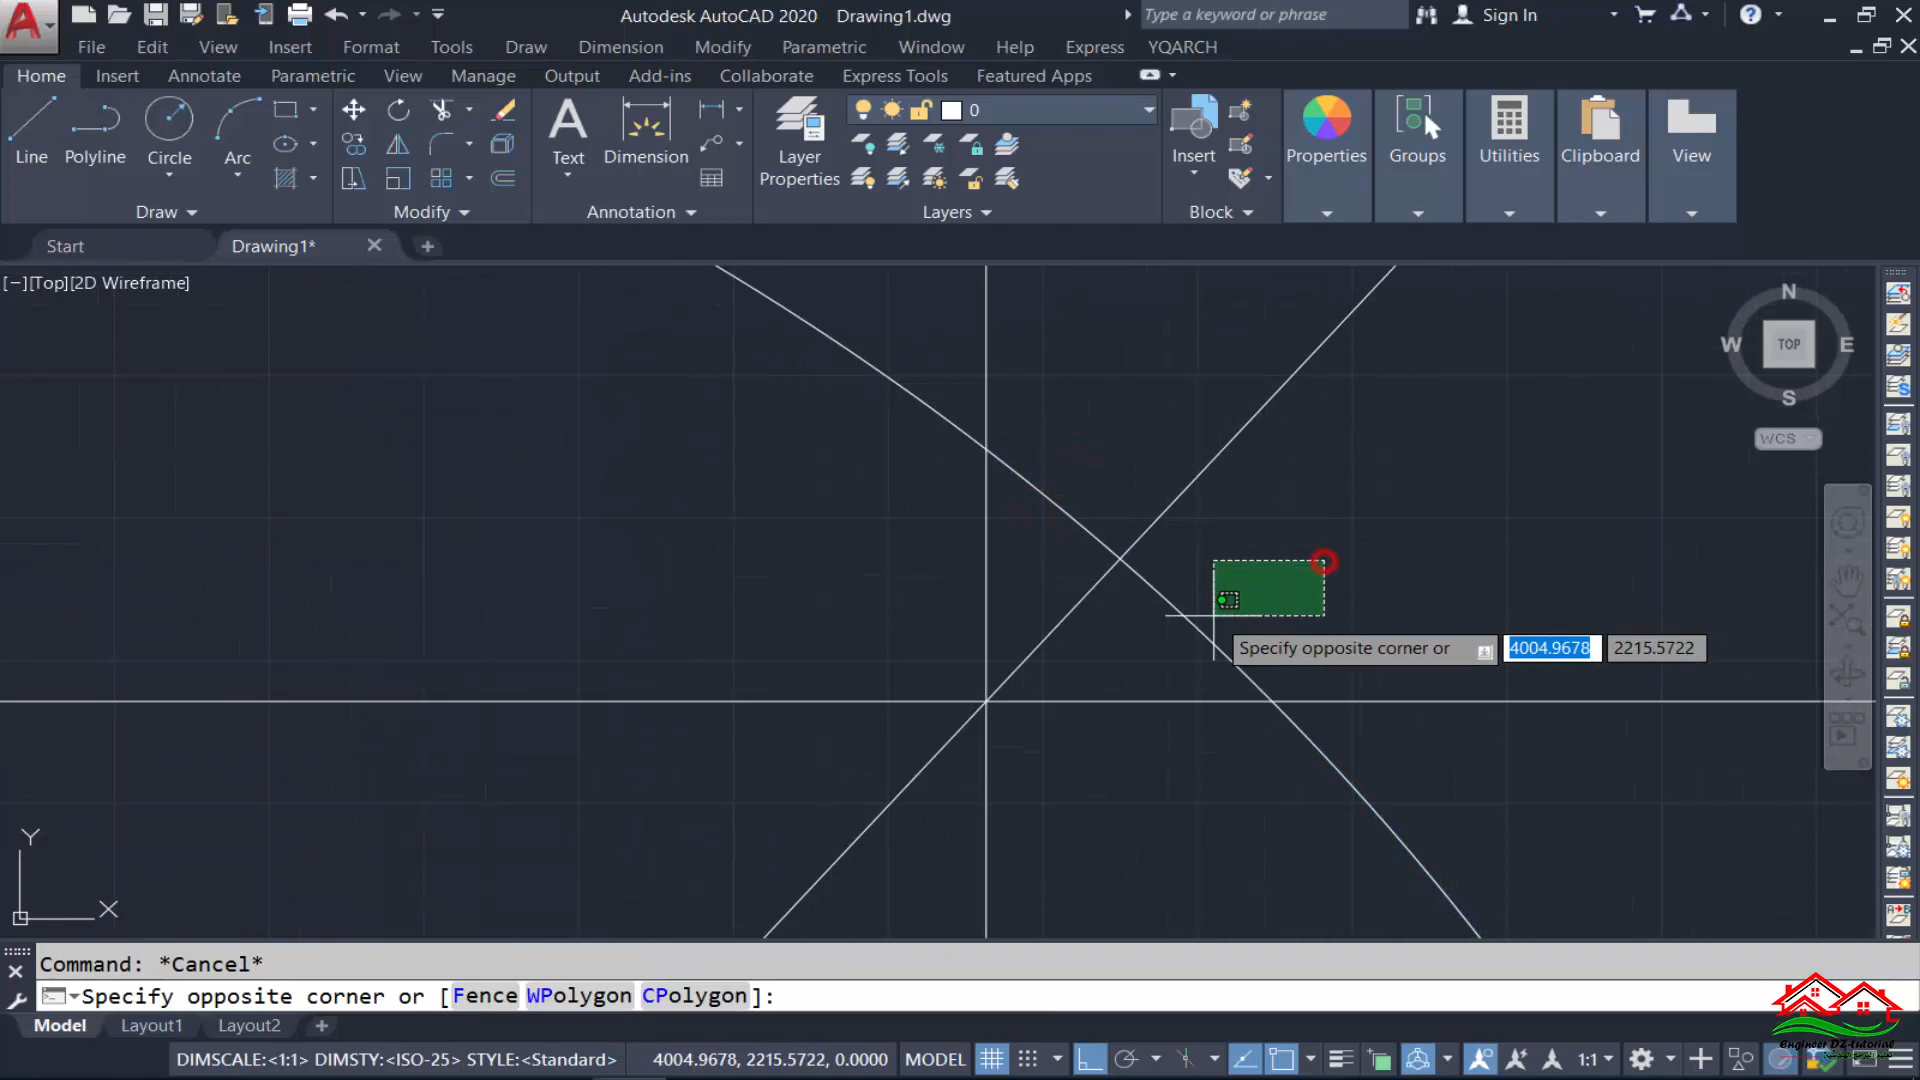 Autodesk AutoCAD 2020 Drawing1.dwg
Type a keyword or phrase
Sign In
File Edit View Insert Format Tools Draw Dimension Modify Parametric Window Help Express YQARCH
Home Insert Annotate Parametric View Manage Output Add-ins Collaborate Express Tools Featured Apps
0
Line Polyline Circle Arc
Text Dimension
Layer Properties
Insert
Properties Groups Utilities Clipboard View
Draw Modify Annotation Layers Block
Start Drawing1*
[−][Top][2D Wireframe]
N
W TOP E
S
WCS
Specify opposite corner or 4004.9678 2215.5722
Y
X
Command: *Cancel*
Specify opposite corner or [Fence WPolygon CPolygon]:
Model Layout1 Layout2
DIMSCALE:<1:1> DIMSTY:<ISO-25> STYLE:<Standard> 4004.9678, 2215.5722, 0.0000 MODEL 1:1
Engineer DZ-tutorial